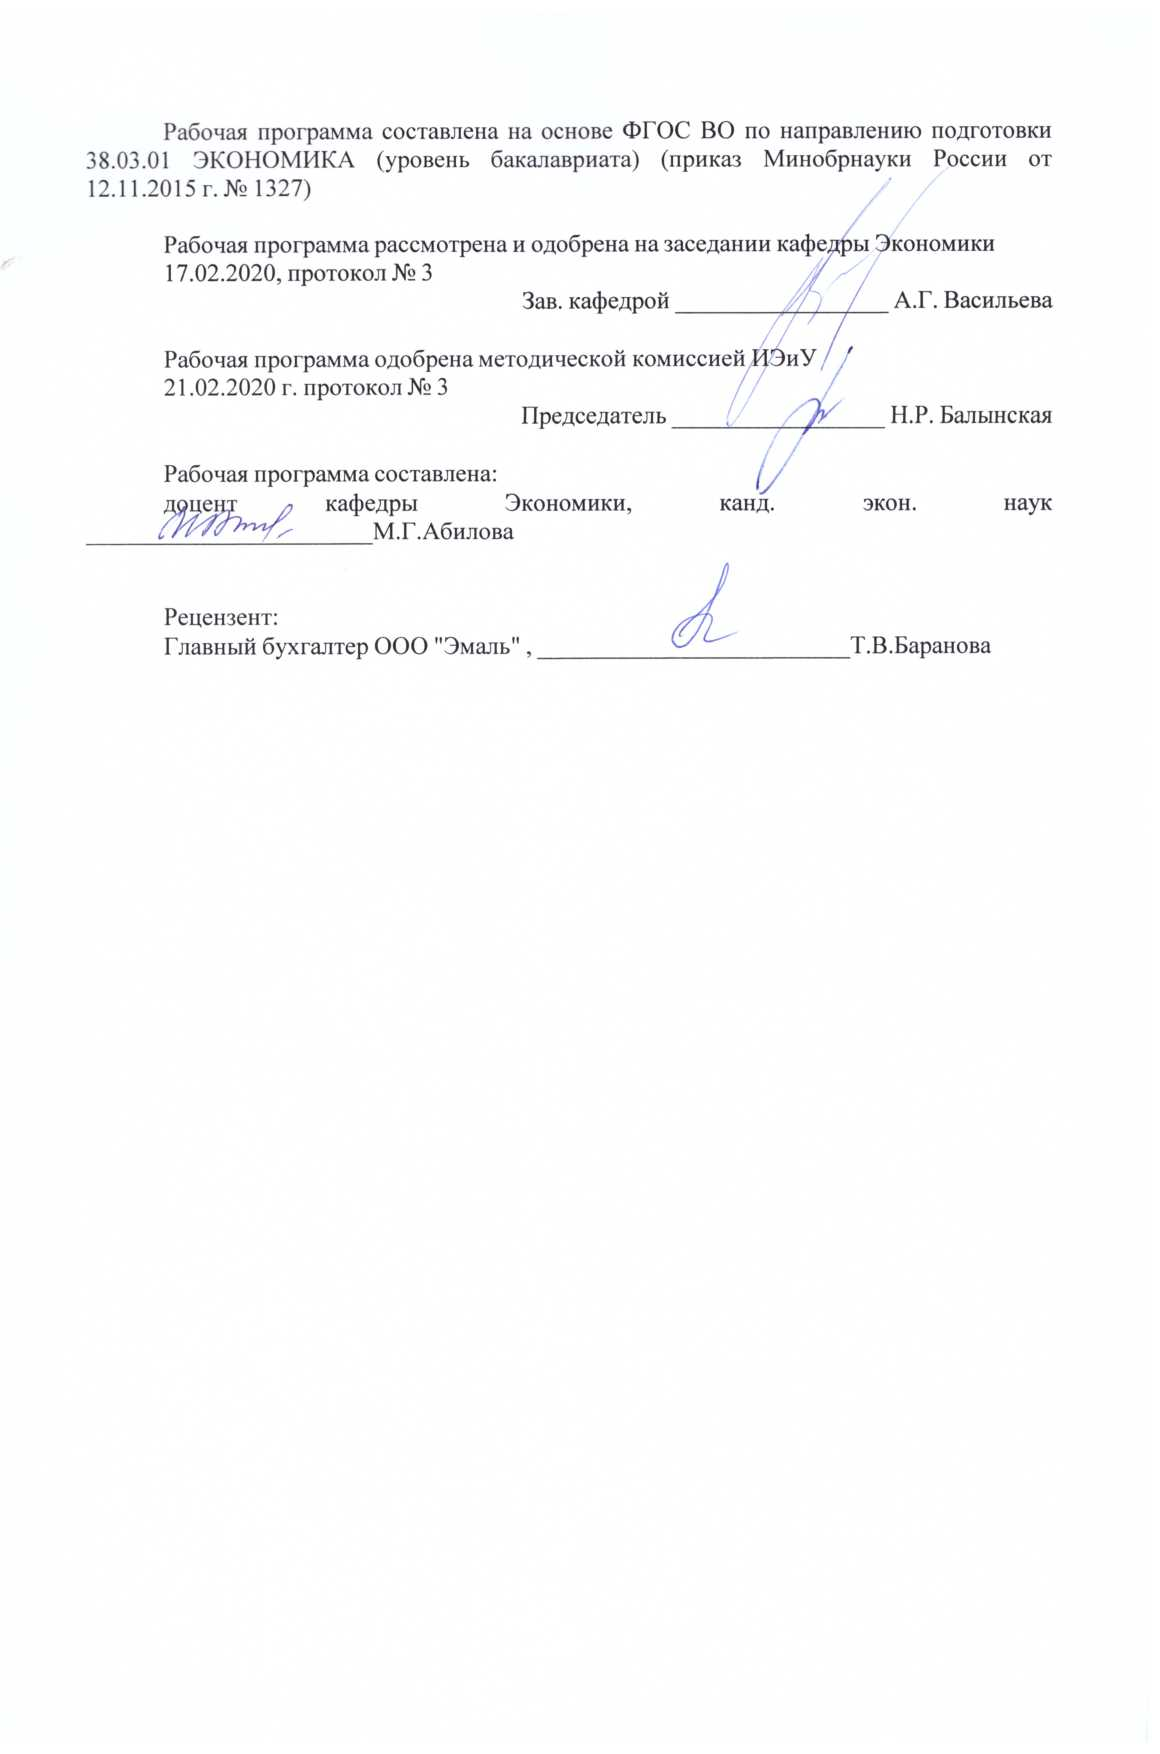 Рабочая программа составлена на основе ФГОС ВО по направлению подготовки
38.03.01 ЭКОНОМИКА (уровень бакалавриата) (приказ Минобрнауки России от
12.11.2015 г. № 1327)
Рабочая программа рассмотрена и одобрена на заседании кафедры Экономики
17.02.2020, протокол № 3
Зав. кафедрой _________________ А.Г. Васильева
Рабочая программа одобрена методической комиссией ИЭиУ
21.02.2020 г. протокол № 3
Председатель _________________ Н.Р. Балынская
Рабочая программа составлена:
доцент кафедры Экономики, канд. экон. наук
_______________________М.Г.Абилова
Рецензент:
Главный бухгалтер ООО "Эмаль" , _________________________Т.В.Баранова